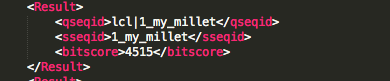 <Result>
<qseqid>lcl|1_my_millet</qseqid>
<sseqid>1_my_millet</sseqid>
<bitscore>4515</bitscore>
</Result>
<Result>